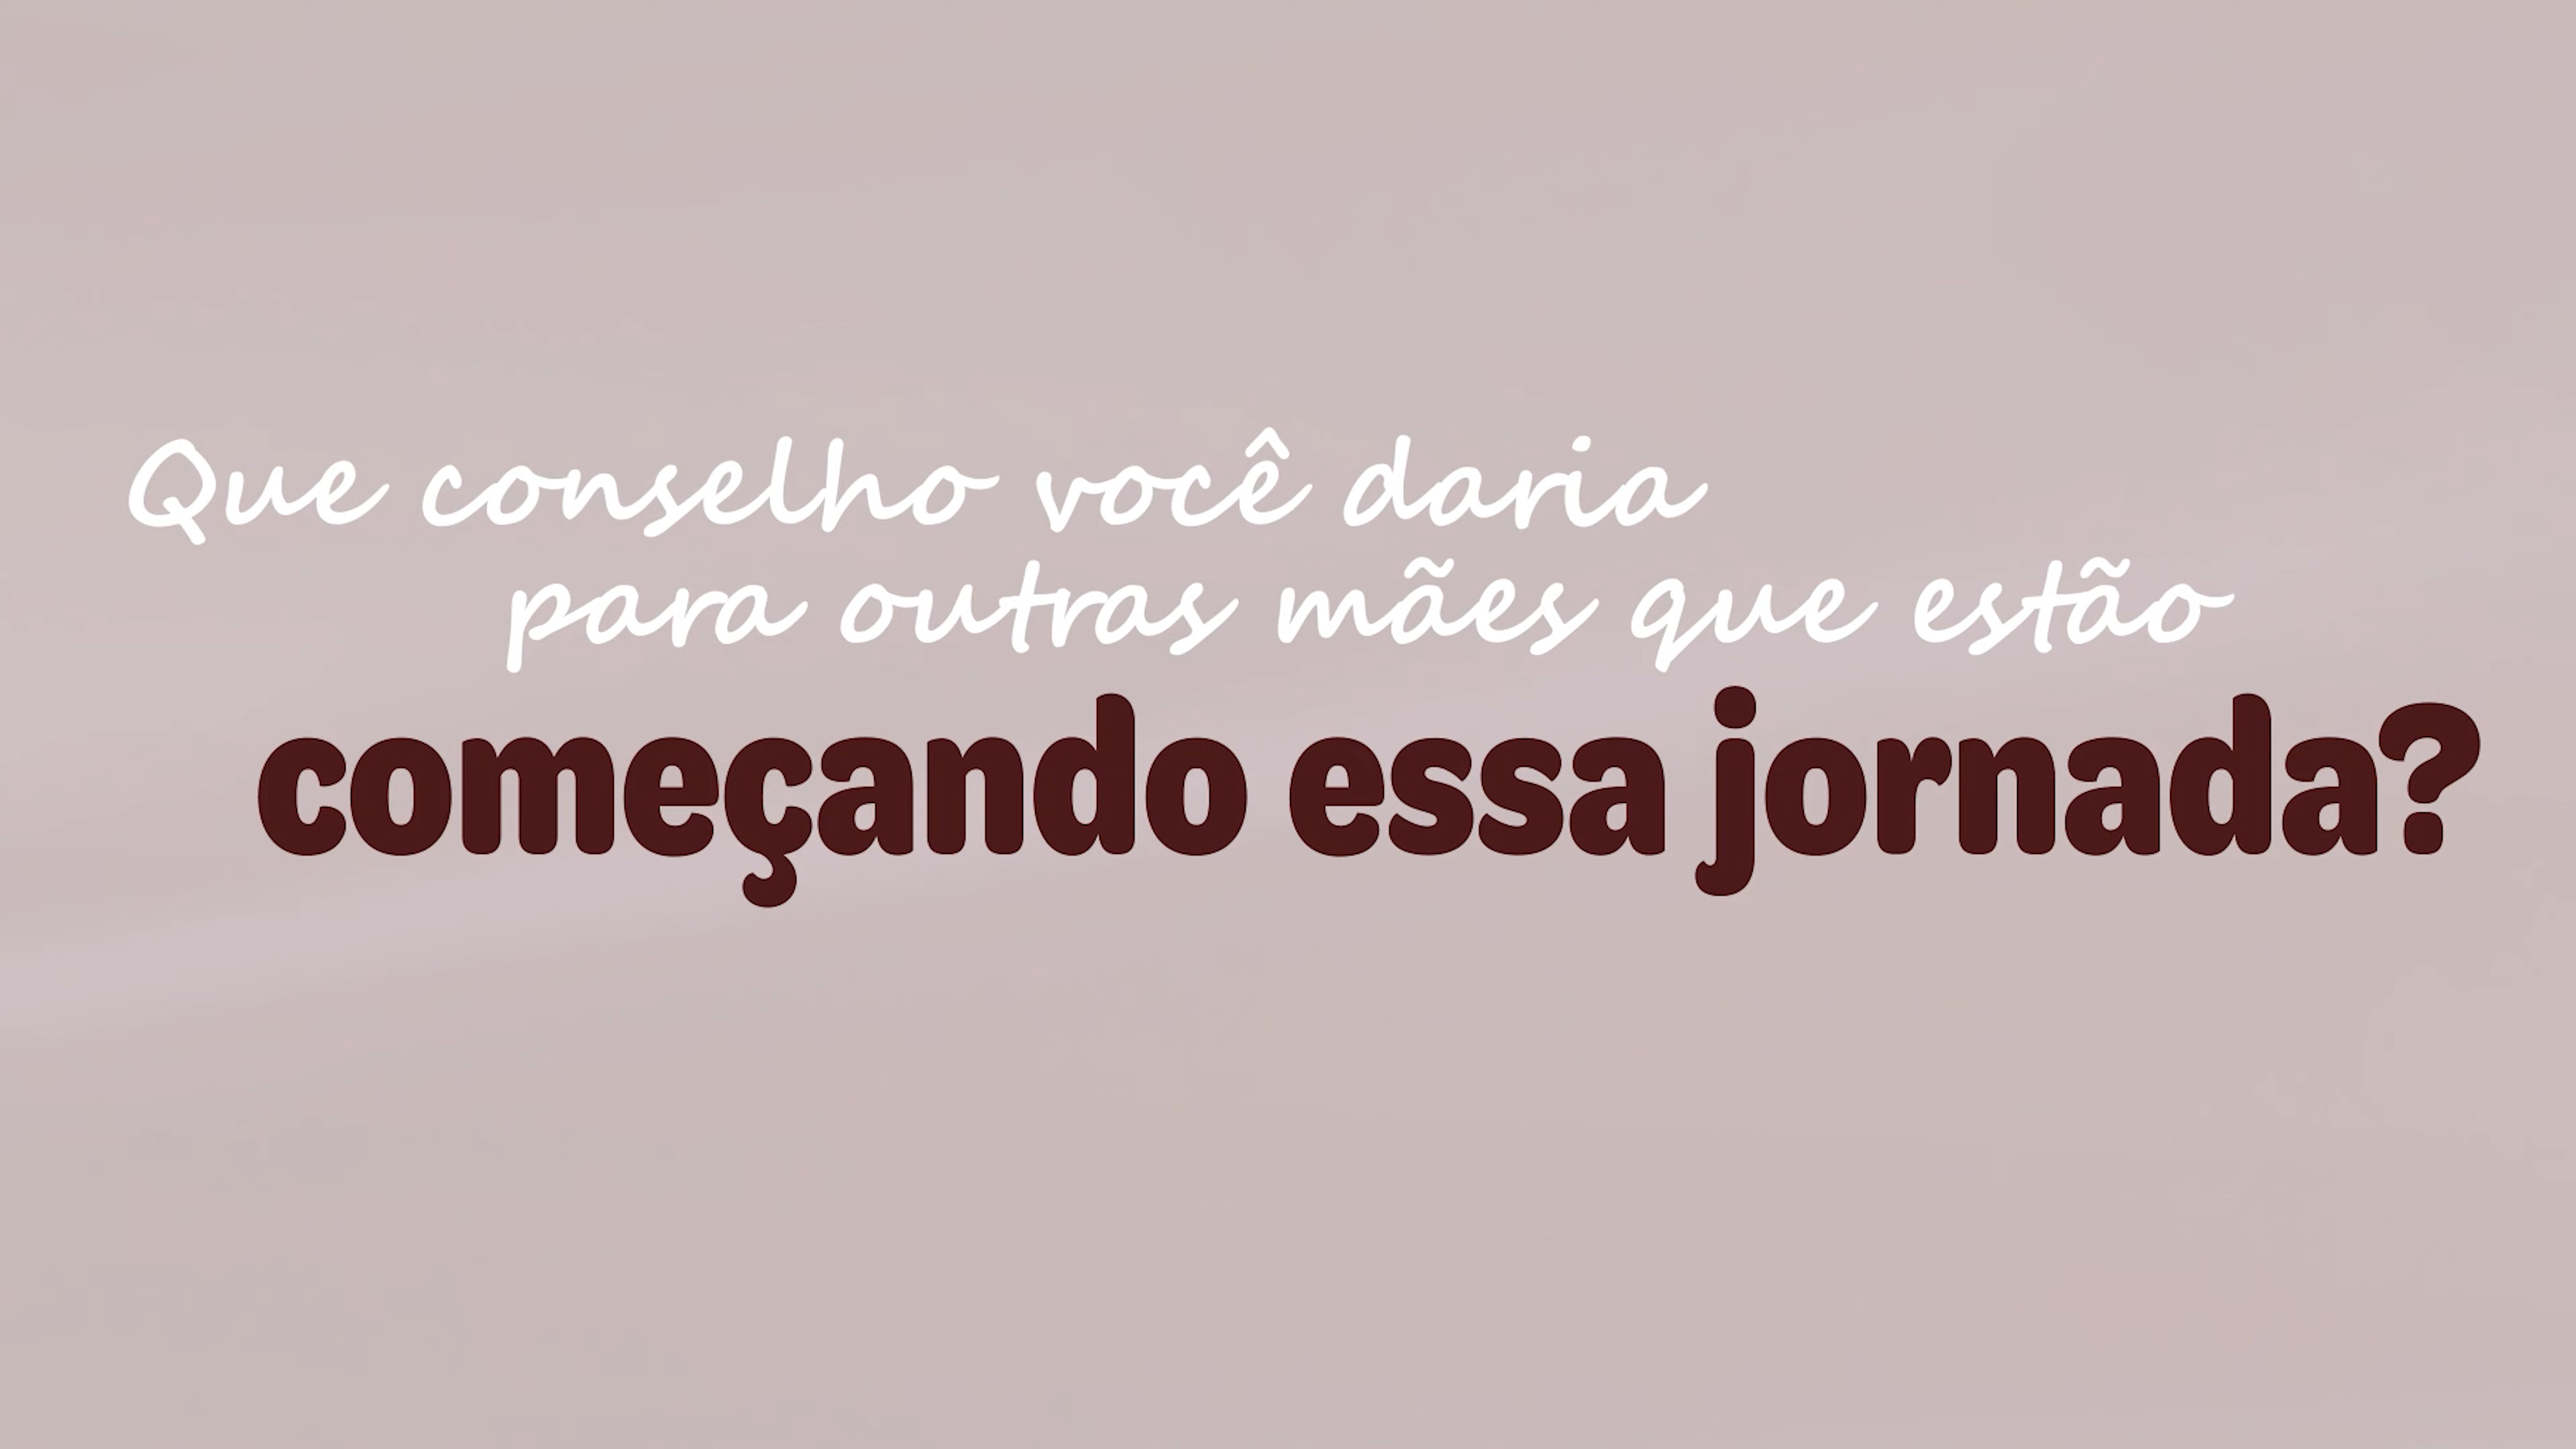 Que conselho você daria
para outras mães que estão
começando essa jornada?